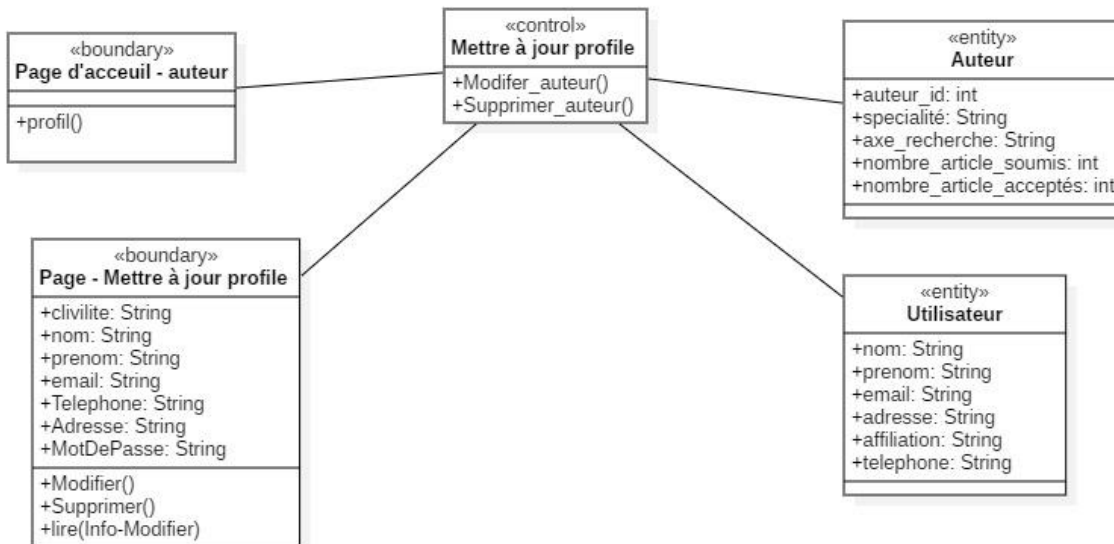 «boundary»
Page d'acceuil - auteur
+profil()
«control»
Mettre à jour profile
+Modifer_auteur()
+Supprimer_auteur()
«entity»
Auteur
+auteur_id: int
+specialité: String
+axe_recherche: String
+nombre_article_soumis: int
+nombre_article_acceptés: int
«boundary»
Page - Mettre à jour profile
+clivilite: String
+nom: String
+prenom: String
+email: String
+Telephone: String
+Adresse: String
+MotDePasse: String
+Modifier()
+Supprimer()
+lire(Info-Modifier)
«entity»
Utilisateur
+nom: String
+prenom: String
+email: String
+adresse: String
+affiliation: String
+telephone: String